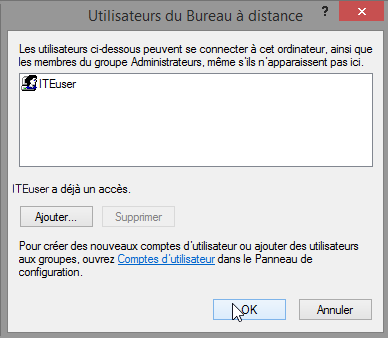 Utilisateurs du Bureau à distance
Les utilisateurs ci-dessous peuvent se connecter à cet ordinateur, ainsi que
les membres du groupe Administrateurs, même s'ils n'apparaissent pas ici.
ITEuser
ITEuser a déjà un accès.
Ajouter...
Supprimer
Pour créer des nouveaux comptes d'utilisateur ou ajouter des utilisateurs
aux groupes, ouvrez Comptes d'utilisateur dans le Panneau de
configuration.
OK
Annuler